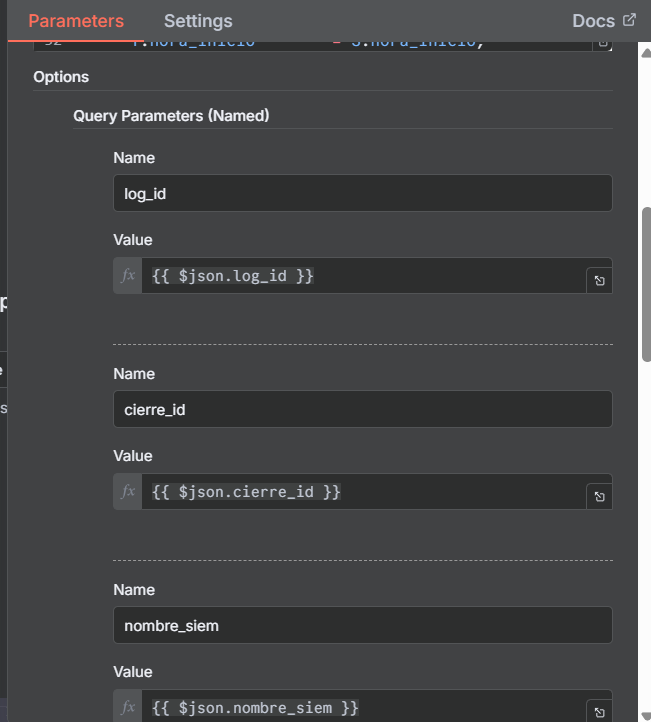 Parameters Settings Docs
Options
Query Parameters (Named)
Name
log_id
Value
fx {{ $json.log_id }}
Name
cierre_id
Value
fx {{ $json.cierre_id }}
Name
nombre_siem
Value
fx {{ $json.nombre_siem }}